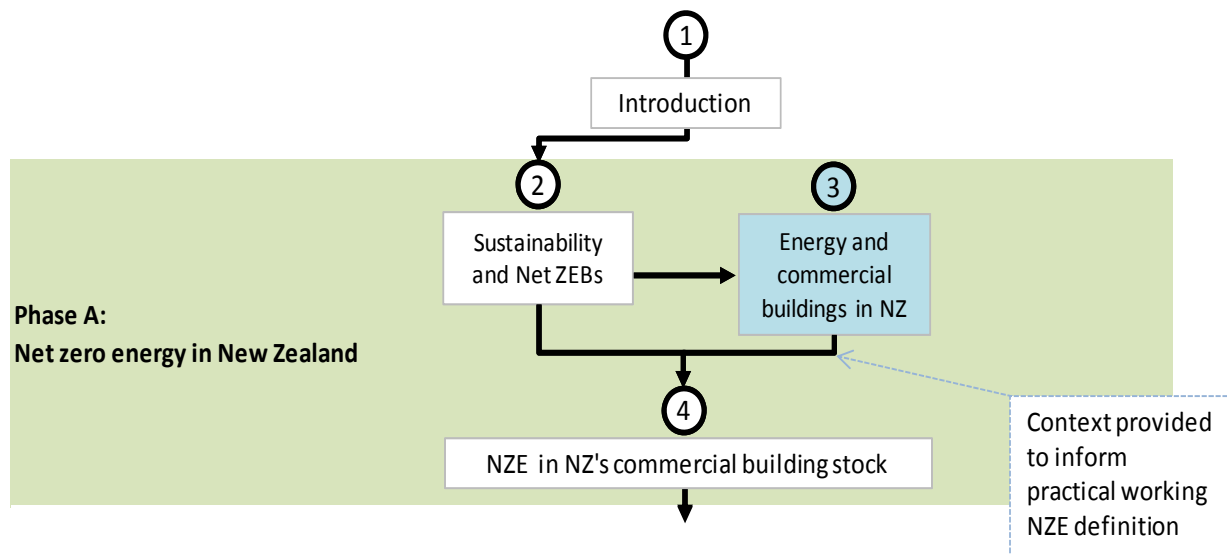 1
Introduction
2
3
Sustainability
and Net ZEBs
Energy and
commercial
buildings in NZ
Phase A:
Net zero energy in New Zealand
4
NZE in NZ's commercial building stock
Context provided
to inform
practical working
NZE definition